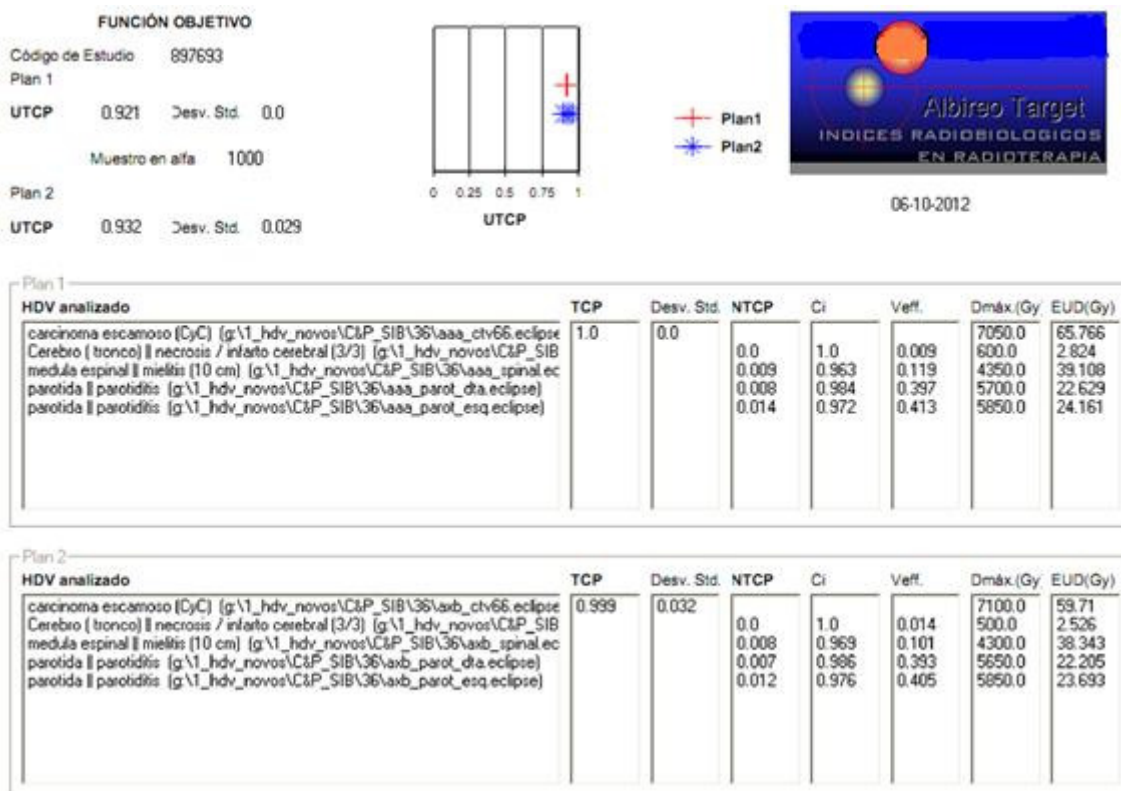 FUNCIÓN OBJETIVO
Código de Estudio 897693
Plan 1
UTCP 0.921 Desv. Std. 0.0
Muestro en alfa 1000
Plan 2
UTCP 0.932 Desv. Std. 0.029
0 0.25 0.5 0.75 1
UTCP
Plan1
Plan2
Albireo Target
INDICES RADIOBIOLOGICOS
EN RADIOTERAPIA
06-10-2012
Plan 1
HDV analizado TCP Desv. Std. NTCP Ci Veff. Dmáx.(Gy EUD(Gy)
carcinoma escamoso (CyC) (g:\1_hdv_novos\C&P_SIB\36\aaa_ctv66.eclipse 1.0 0.0 7050.0 65.766
Cerebro ( tronco) || necrosis / infarto cerebral (3/3) (g:\1_hdv_novos\C&P_SIB 0.0 1.0 0.009 600.0 2.824
medula espinal || mielitis (10 cm) (g:\1_hdv_novos\C&P_SIB\36\aaa_spinal.ec 0.009 0.963 0.119 4350.0 39.108
parotida || parotiditis (g:\1_hdv_novos\C&P_SIB\36\aaa_parot_dta.eclipse) 0.008 0.984 0.397 5700.0 22.629
parotida || parotiditis (g:\1_hdv_novos\C&P_SIB\36\aaa_parot_esq.eclipse) 0.014 0.972 0.413 5850.0 24.161
Plan 2
HDV analizado TCP Desv. Std. NTCP Ci Veff. Dmáx.(Gy EUD(Gy)
carcinoma escamoso (CyC) (g:\1_hdv_novos\C&P_SIB\36\axb_ctv66.eclipse 0.999 0.032 7100.0 59.71
Cerebro ( tronco) || necrosis / infarto cerebral (3/3) (g:\1_hdv_novos\C&P_SIB 0.0 1.0 0.014 500.0 2.526
medula espinal || mielitis (10 cm) (g:\1_hdv_novos\C&P_SIB\36\axb_spinal.ec 0.008 0.969 0.101 4300.0 38.343
parotida || parotiditis (g:\1_hdv_novos\C&P_SIB\36\axb_parot_dta.eclipse) 0.007 0.986 0.393 5650.0 22.205
parotida || parotiditis (g:\1_hdv_novos\C&P_SIB\36\axb_parot_esq.eclipse) 0.012 0.976 0.405 5850.0 23.693